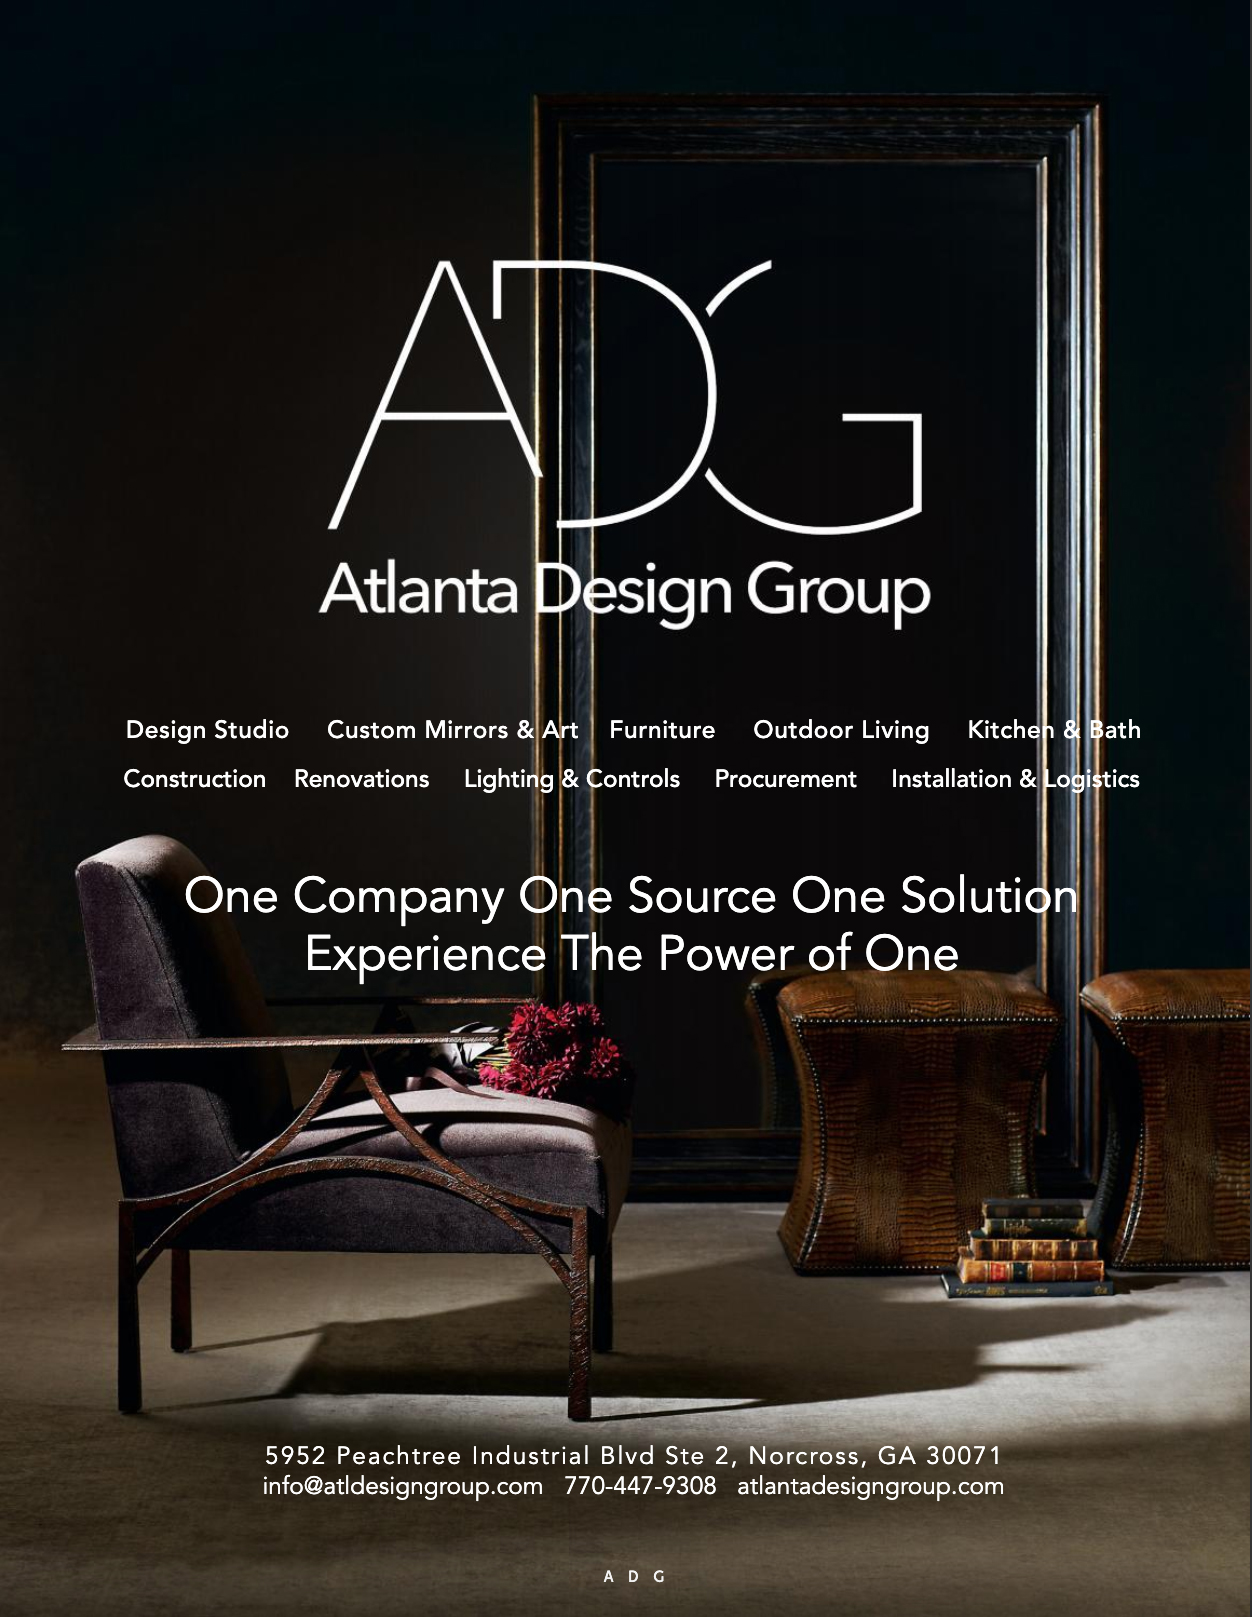 ADG
Atlanta Design Group
Design Studio Custom Mirrors & Art Furniture Outdoor Living Kitchen & Bath
Construction Renovations Lighting & Controls Procurement Installation & Logistics
One Company One Source One Solution
Experience The Power of One
5952 Peachtree Industrial Blvd Ste 2, Norcross, GA 30071
info@atldesigngroup.com 770-447-9308 atlantadesigngroup.com
A D G